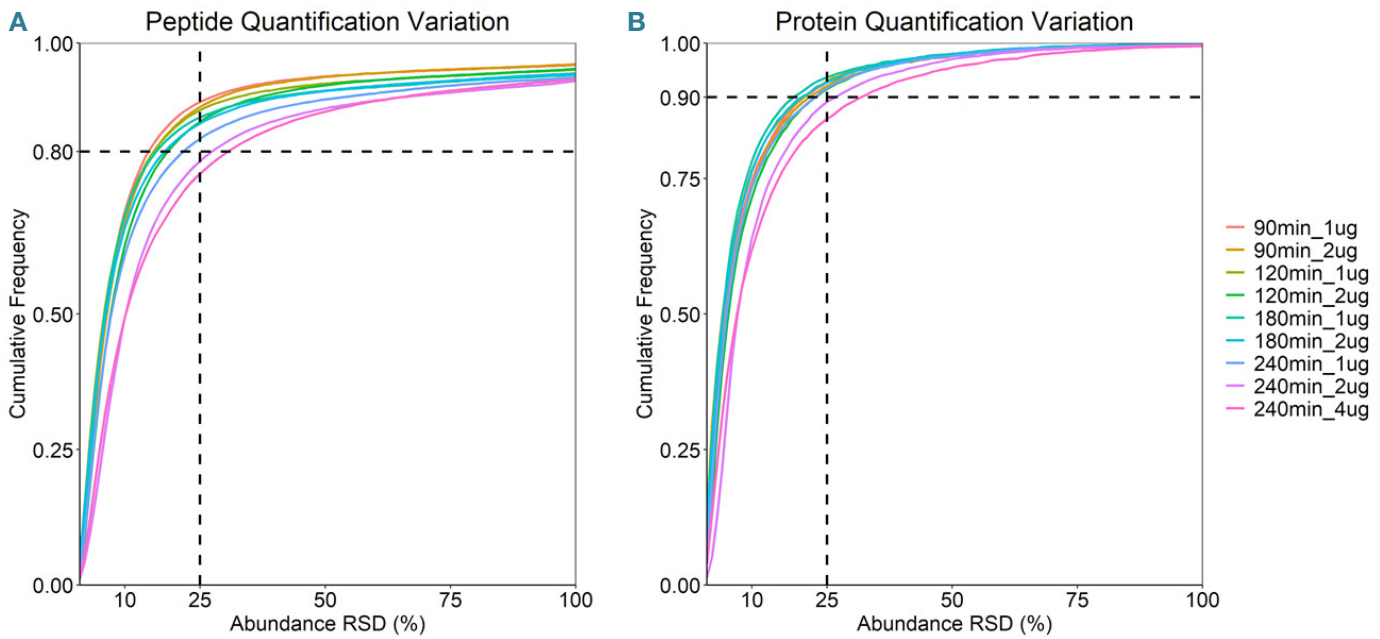 A
Peptide Quantification Variation
1.00
0.80
0.50
0.25
0.00
Cumulative Frequency
10
25
50
75
100
Abundance RSD (%)
B
Protein Quantification Variation
1.00
0.90
0.75
0.50
0.25
0.00
Cumulative Frequency
10
25
50
75
100
Abundance RSD (%)
90min_1ug
90min_2ug
120min_1ug
120min_2ug
180min_1ug
180min_2ug
240min_1ug
240min_2ug
240min_4ug